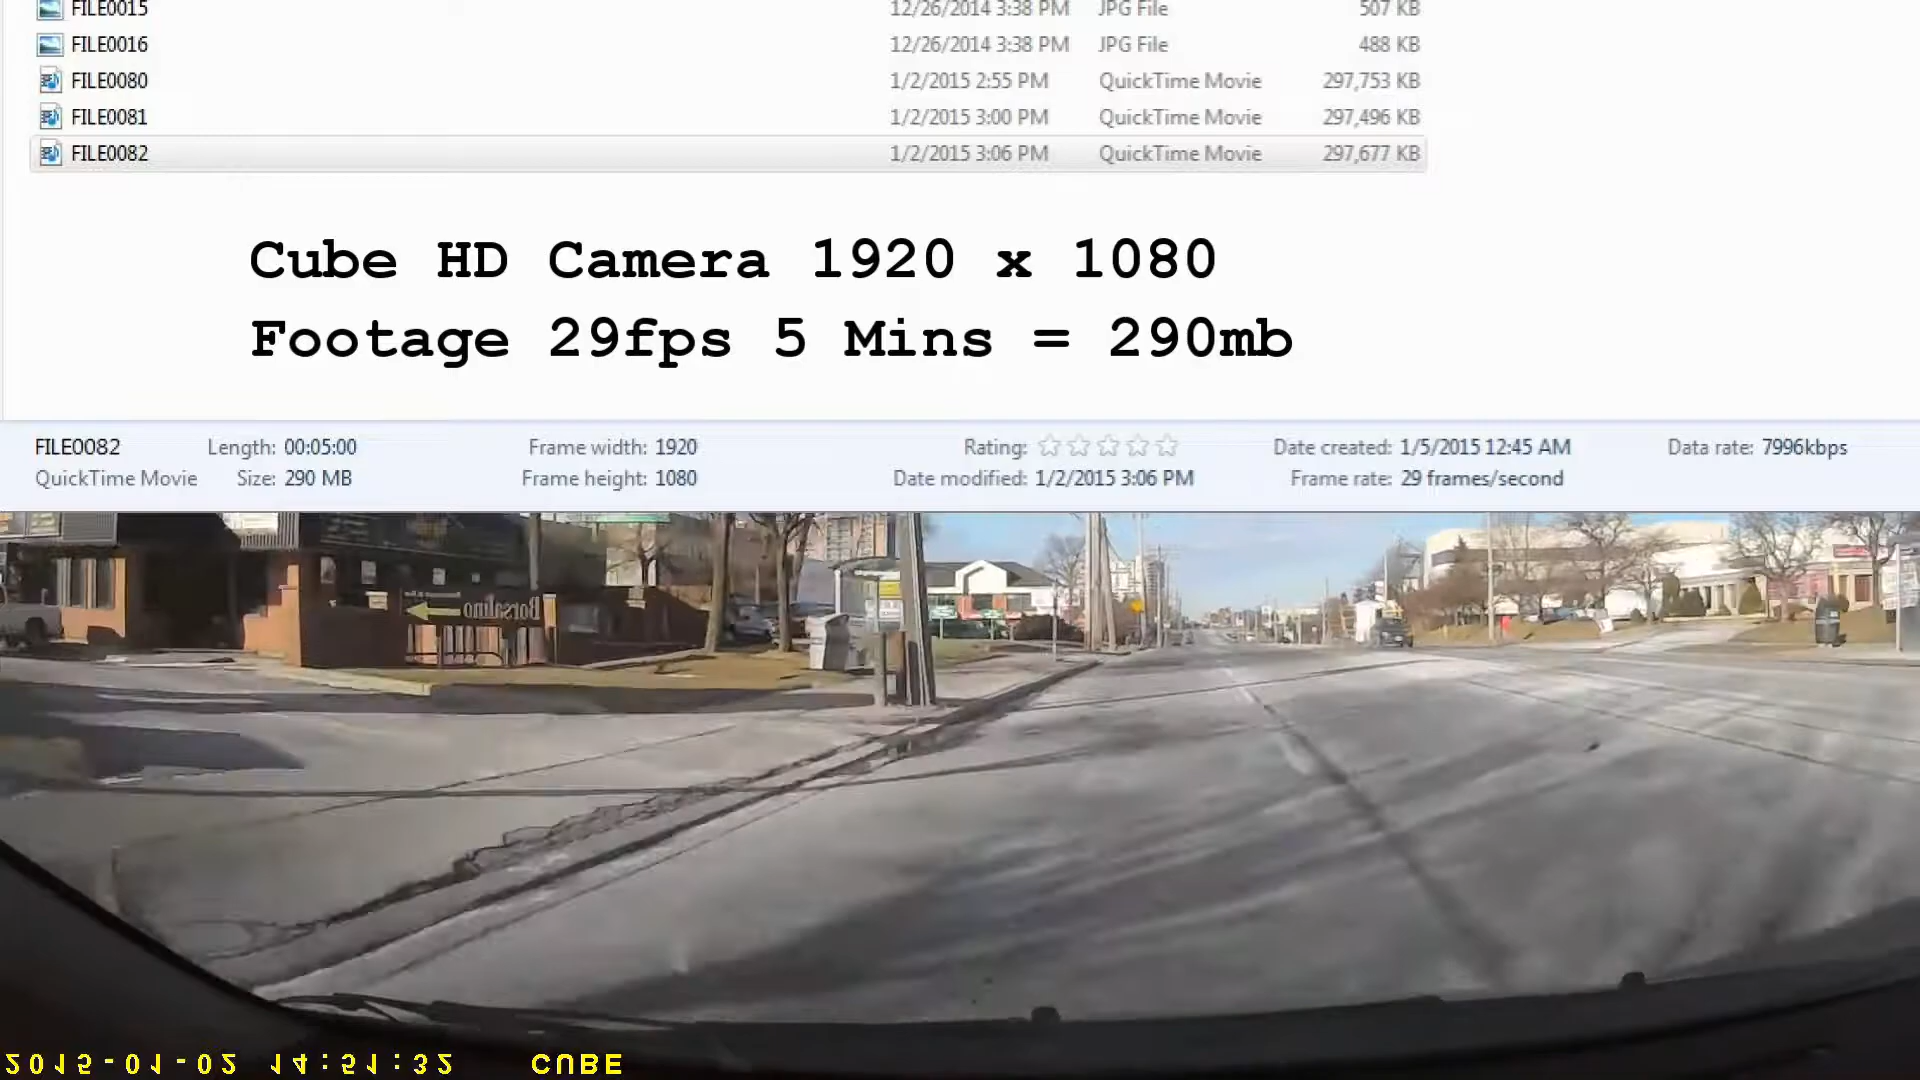 FILE0015 12/26/2014 3:38 PM JPG File 507 KB
FILE0016 12/26/2014 3:38 PM JPG File 488 KB
FILE0080 1/2/2015 2:55 PM QuickTime Movie 297,753 KB
FILE0081 1/2/2015 3:00 PM QuickTime Movie 297,496 KB
FILE0082 1/2/2015 3:06 PM QuickTime Movie 297,677 KB
Cube HD Camera 1920 x 1080
Footage 29fps 5 Mins = 290mb
FILE0082 Length: 00:05:00 Frame width: 1920 Rating: Date created: 1/5/2015 12:45 AM Data rate: 7996kbps
QuickTime Movie Size: 290 MB Frame height: 1080 Date modified: 1/2/2015 3:06 PM Frame rate: 29 frames/second
Borsalino
2015-01-02 14:51:32 CUBE